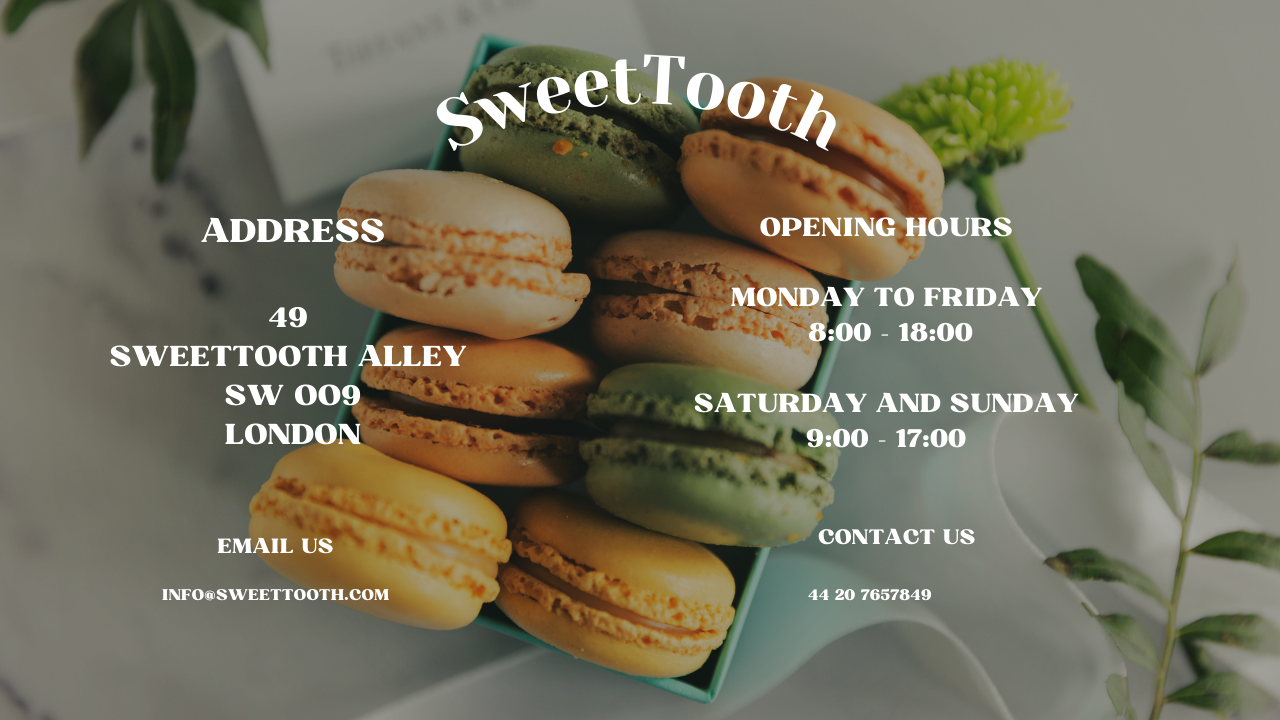 SweetTooth
ADDRESS
49
SWEETTOOTH ALLEY
SW 009
LONDON
EMAIL US
INFO@SWEETTOOTH.COM
OPENING HOURS
MONDAY TO FRIDAY
8:00 - 18:00
SATURDAY AND SUNDAY
9:00 - 17:00
CONTACT US
44 20 7657849